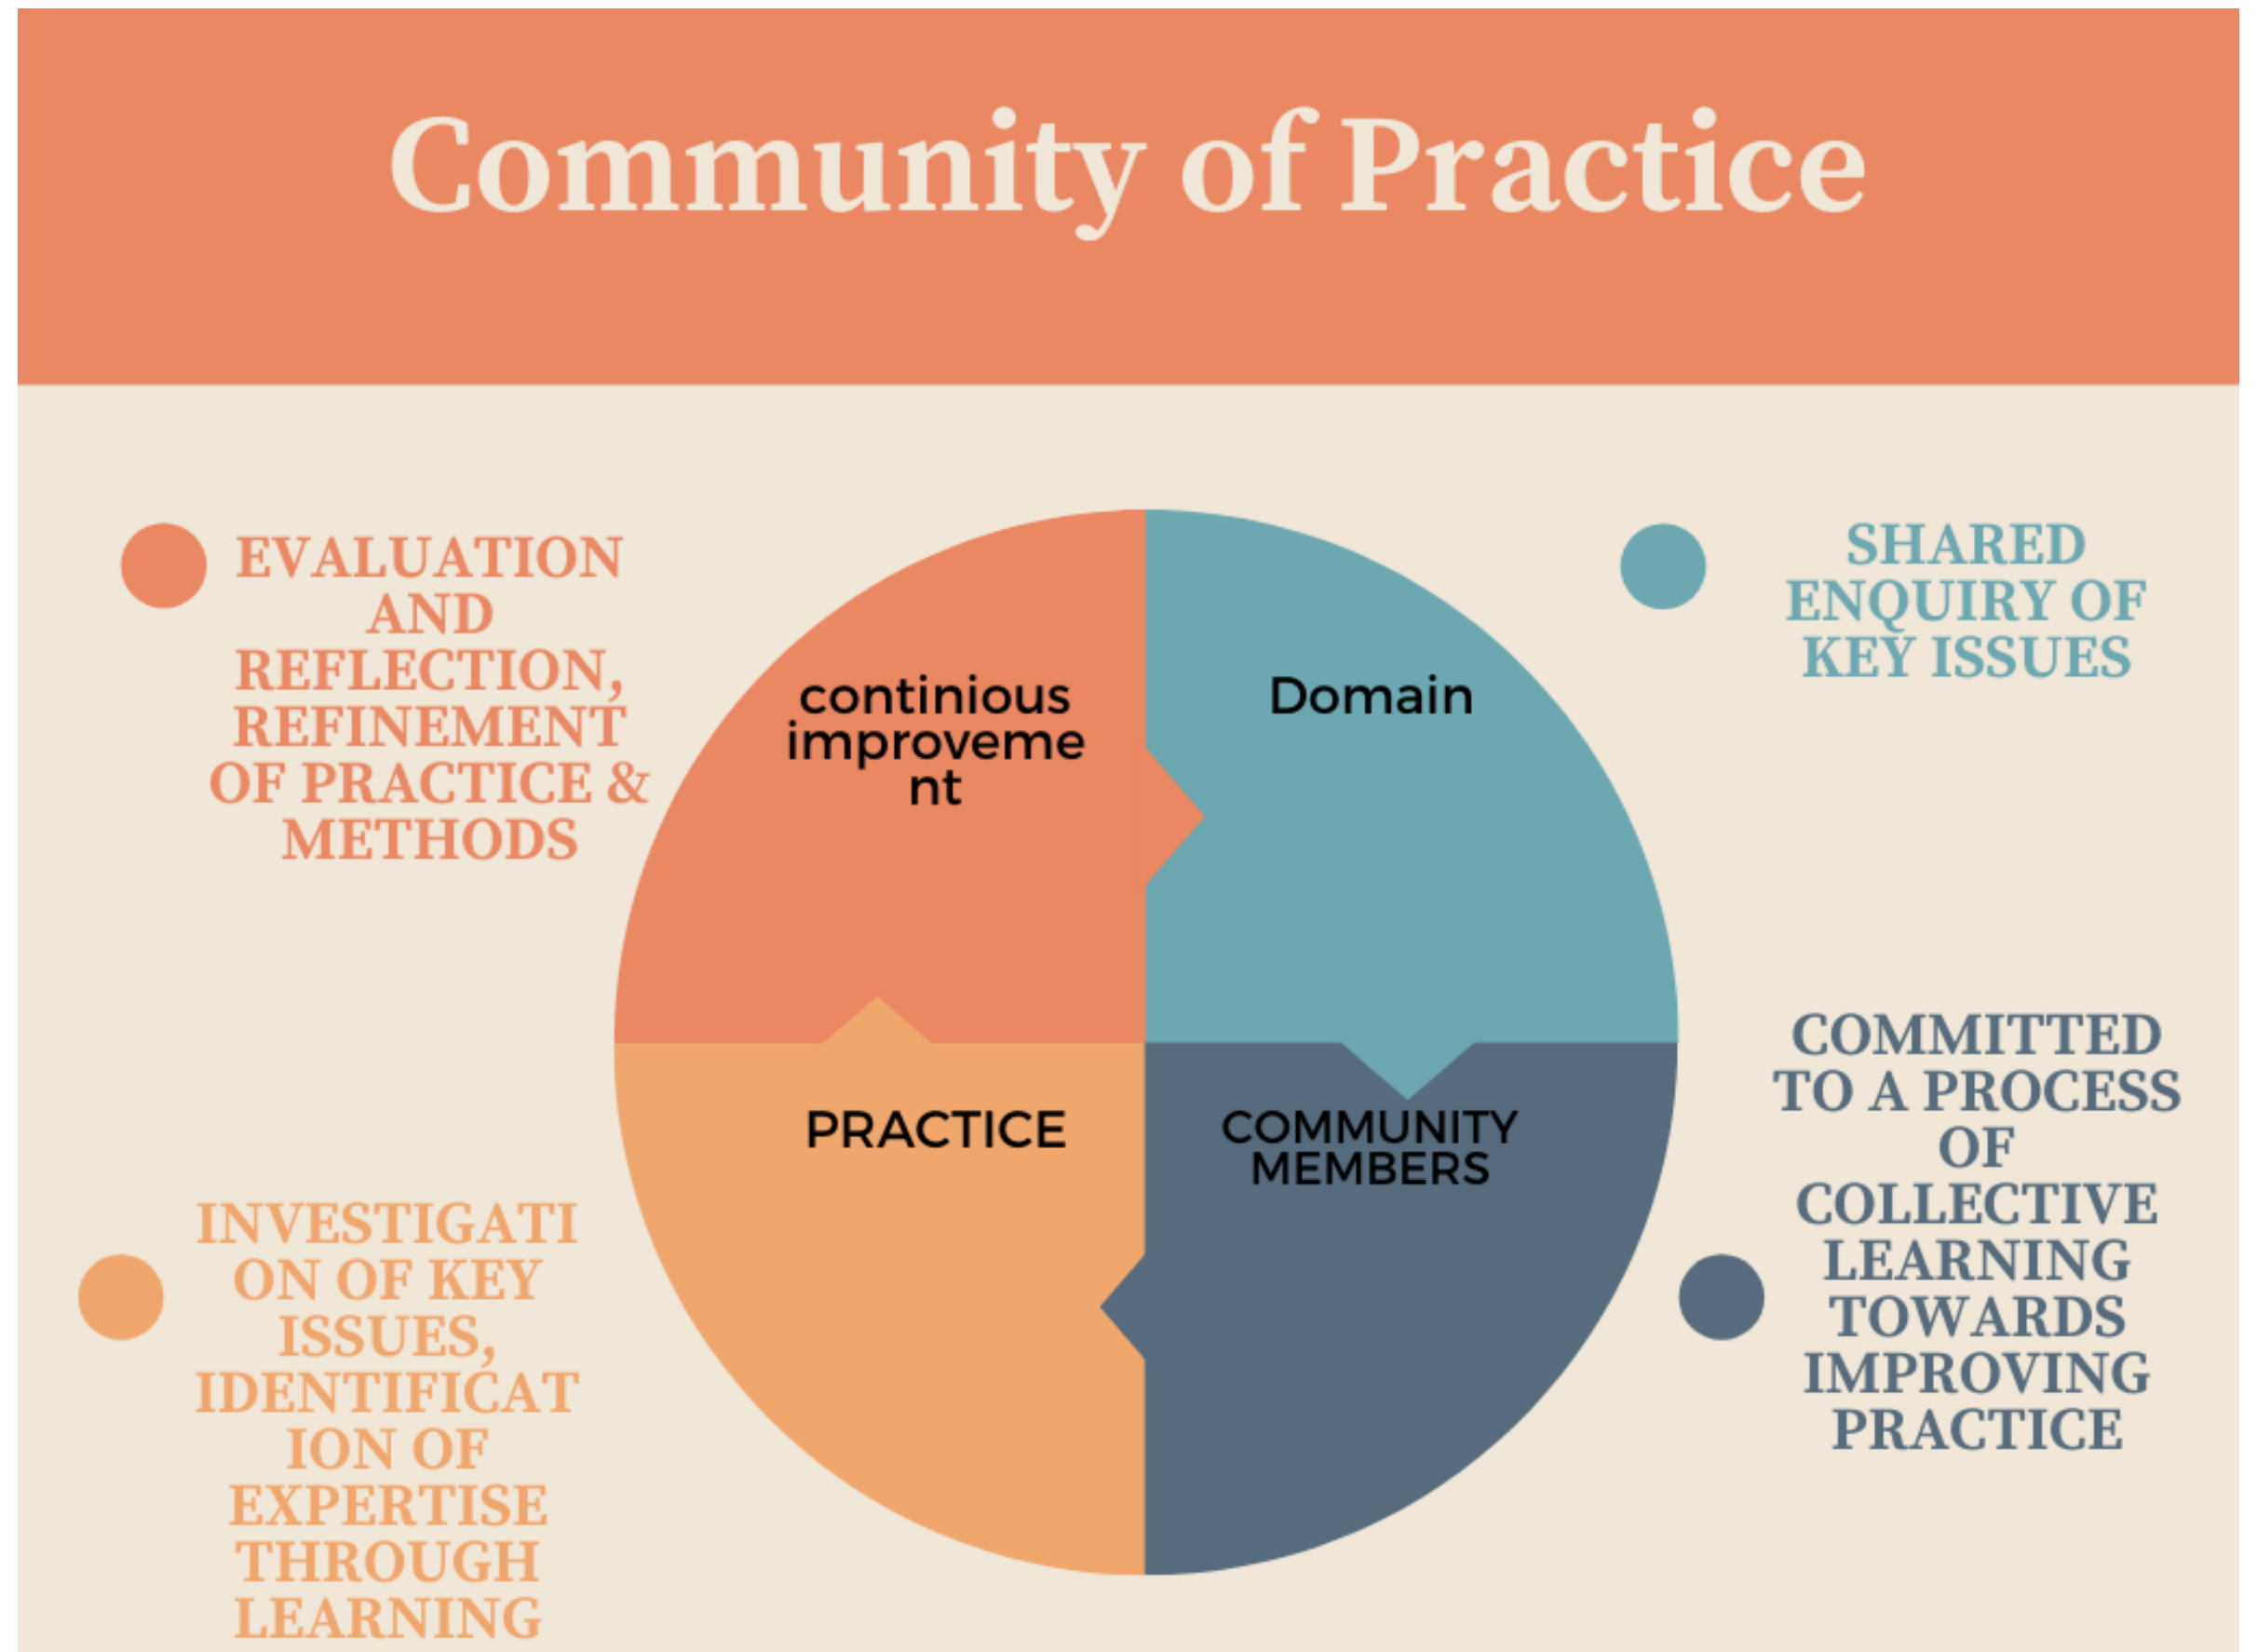 Community of Practice
EVALUATION
AND
REFLECTION,
REFINEMENT
OF PRACTICE &
METHODS
continious
improveme
nt
Domain
SHARED
ENQUIRY OF
KEY ISSUES
PRACTICE
COMMUNITY
MEMBERS
COMMITTED
TO A PROCESS
OF
COLLECTIVE
LEARNING
TOWARDS
IMPROVING
PRACTICE
INVESTIGATI
ON OF KEY
ISSUES,
IDENTIFICAT
ION OF
EXPERTISE
THROUGH
LEARNING